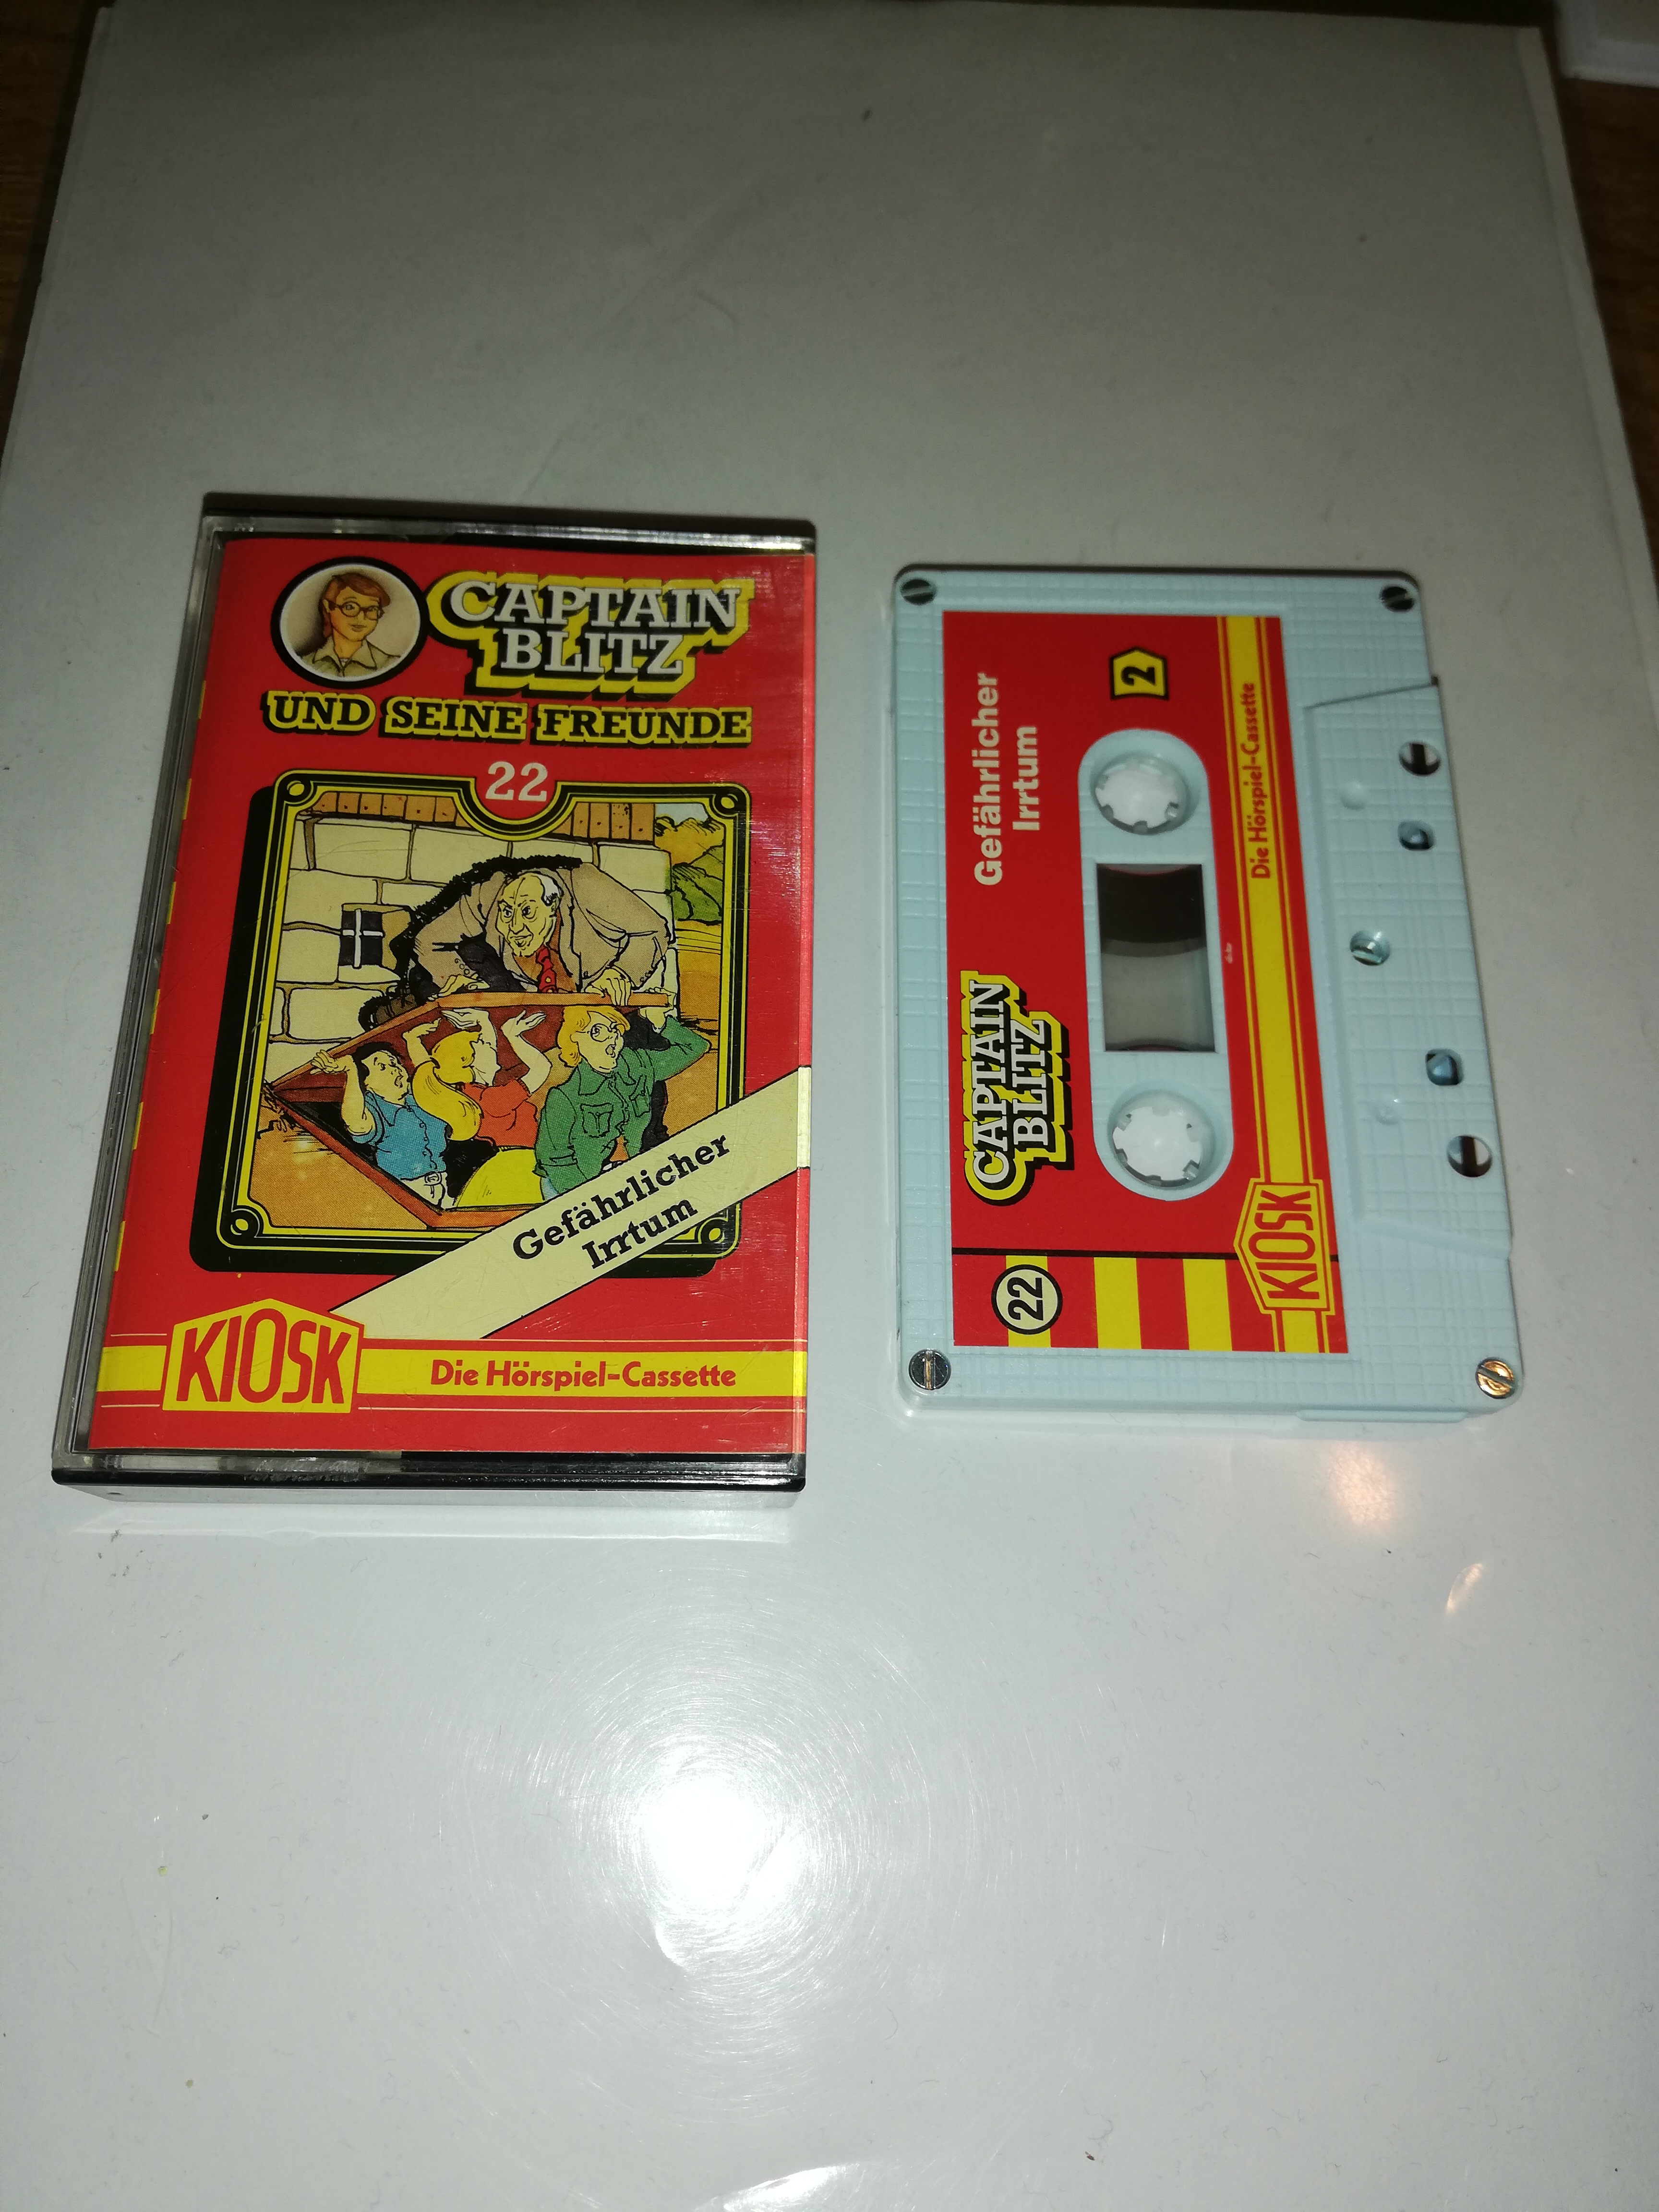 CAPTAIN
BLITZ
UND SEINE FREUNDE
22
Gefährlicher
Irrtum
KIOSK
Die Hörspiel-Cassette
Gefährlicher
Irrtum
2
CAPTAIN
BLITZ
22
KIOSK
Die Hörspiel-Cassette